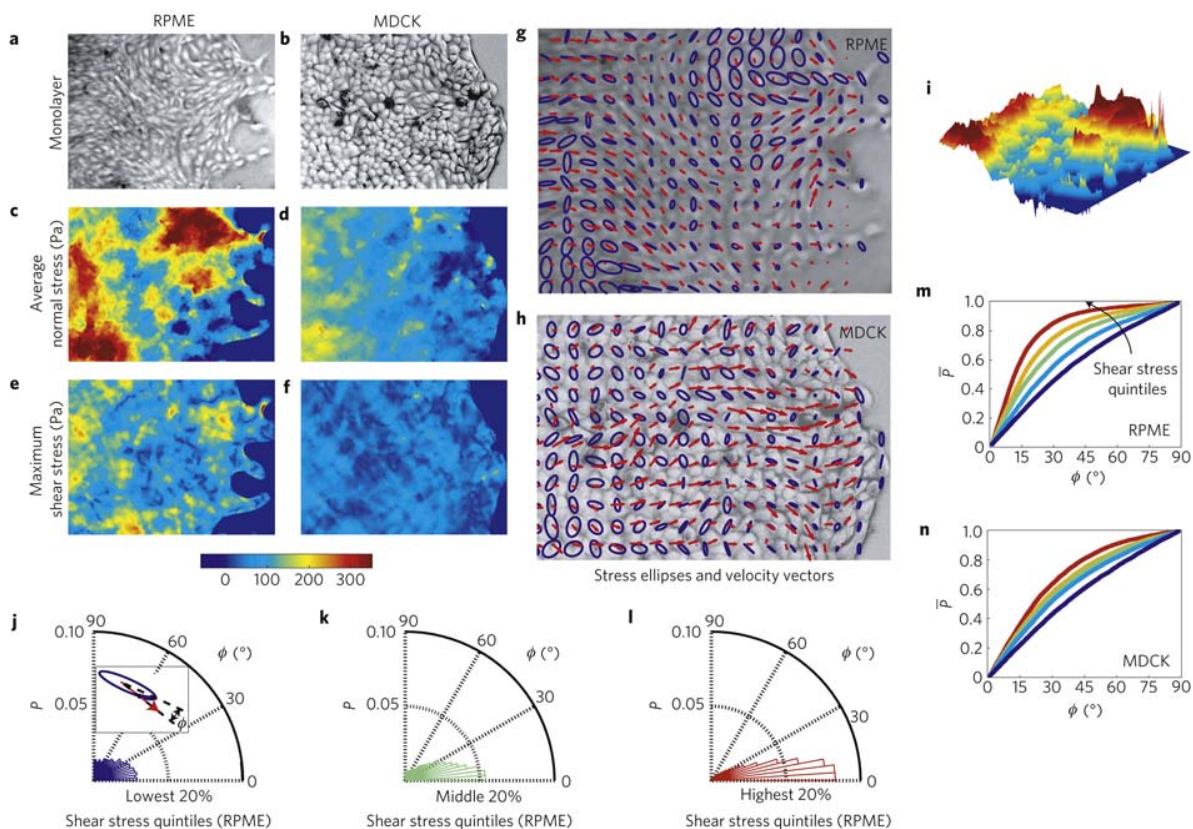 RPME
MDCK
a
b
Monolayer
c
d
Average
normal stress (Pa)
e
f
Maximum
shear stress (Pa)
0 100 200 300
g
RPME
h
MDCK
Stress ellipses and velocity vectors
i
j
90
0.10
60
ϕ (°)
0.05
P
30
ϕ
0
Lowest 20%
Shear stress quintiles (RPME)
k
90
0.10
60
ϕ (°)
0.05
P
30
0
Middle 20%
Shear stress quintiles (RPME)
l
90
0.10
60
ϕ (°)
0.05
P
30
0
Highest 20%
Shear stress quintiles (RPME)
m
1.0
0.8
0.6
0.4
0.2
0
P̅
Shear stress
quintiles
RPME
0 15 30 45 60 75 90
ϕ (°)
n
1.0
0.8
0.6
0.4
0.2
0
P̅
MDCK
0 15 30 45 60 75 90
ϕ (°)